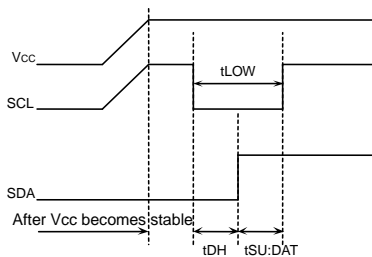 Vcc
tLOW
SCL
SDA
After Vcc becomes stable
tDH
tSU:DAT